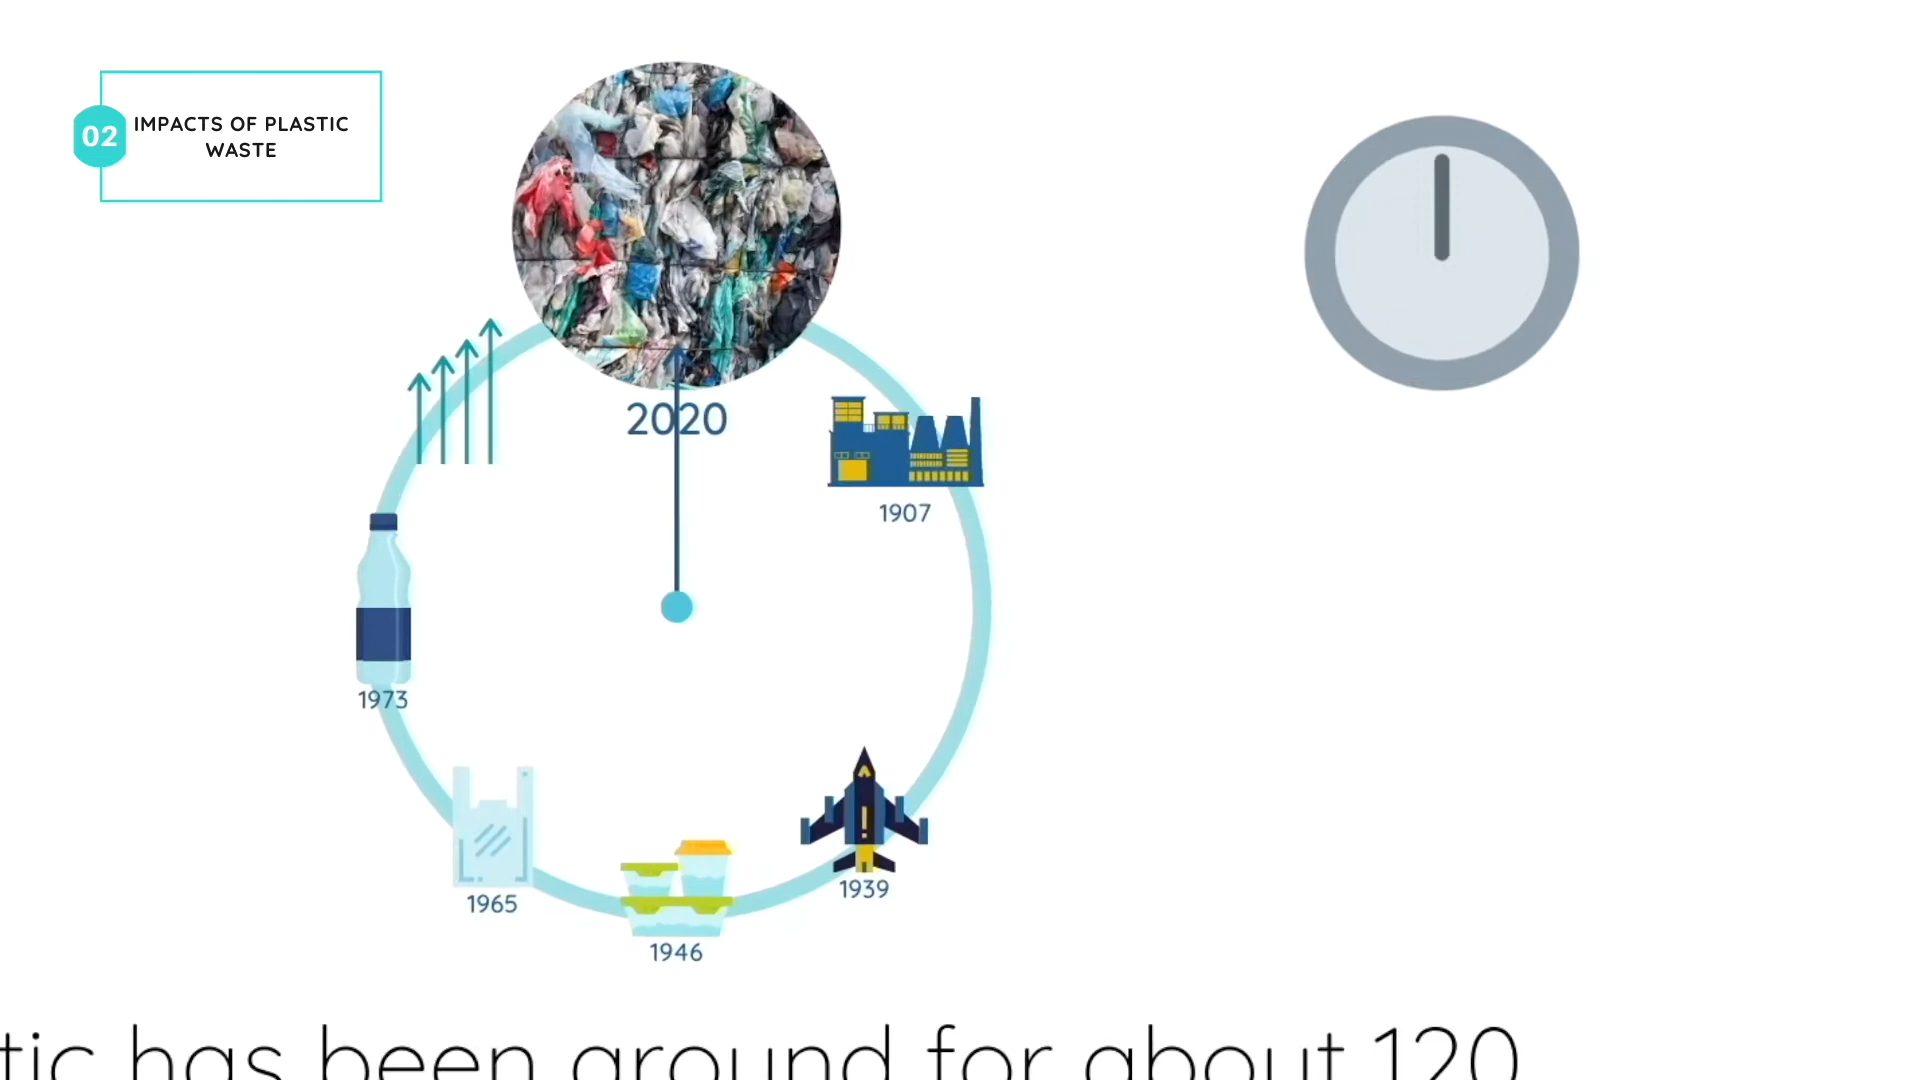 02
IMPACTS OF PLASTIC
WASTE
2020
1907
1973
1939
1965
1946
tic has been around for about 120